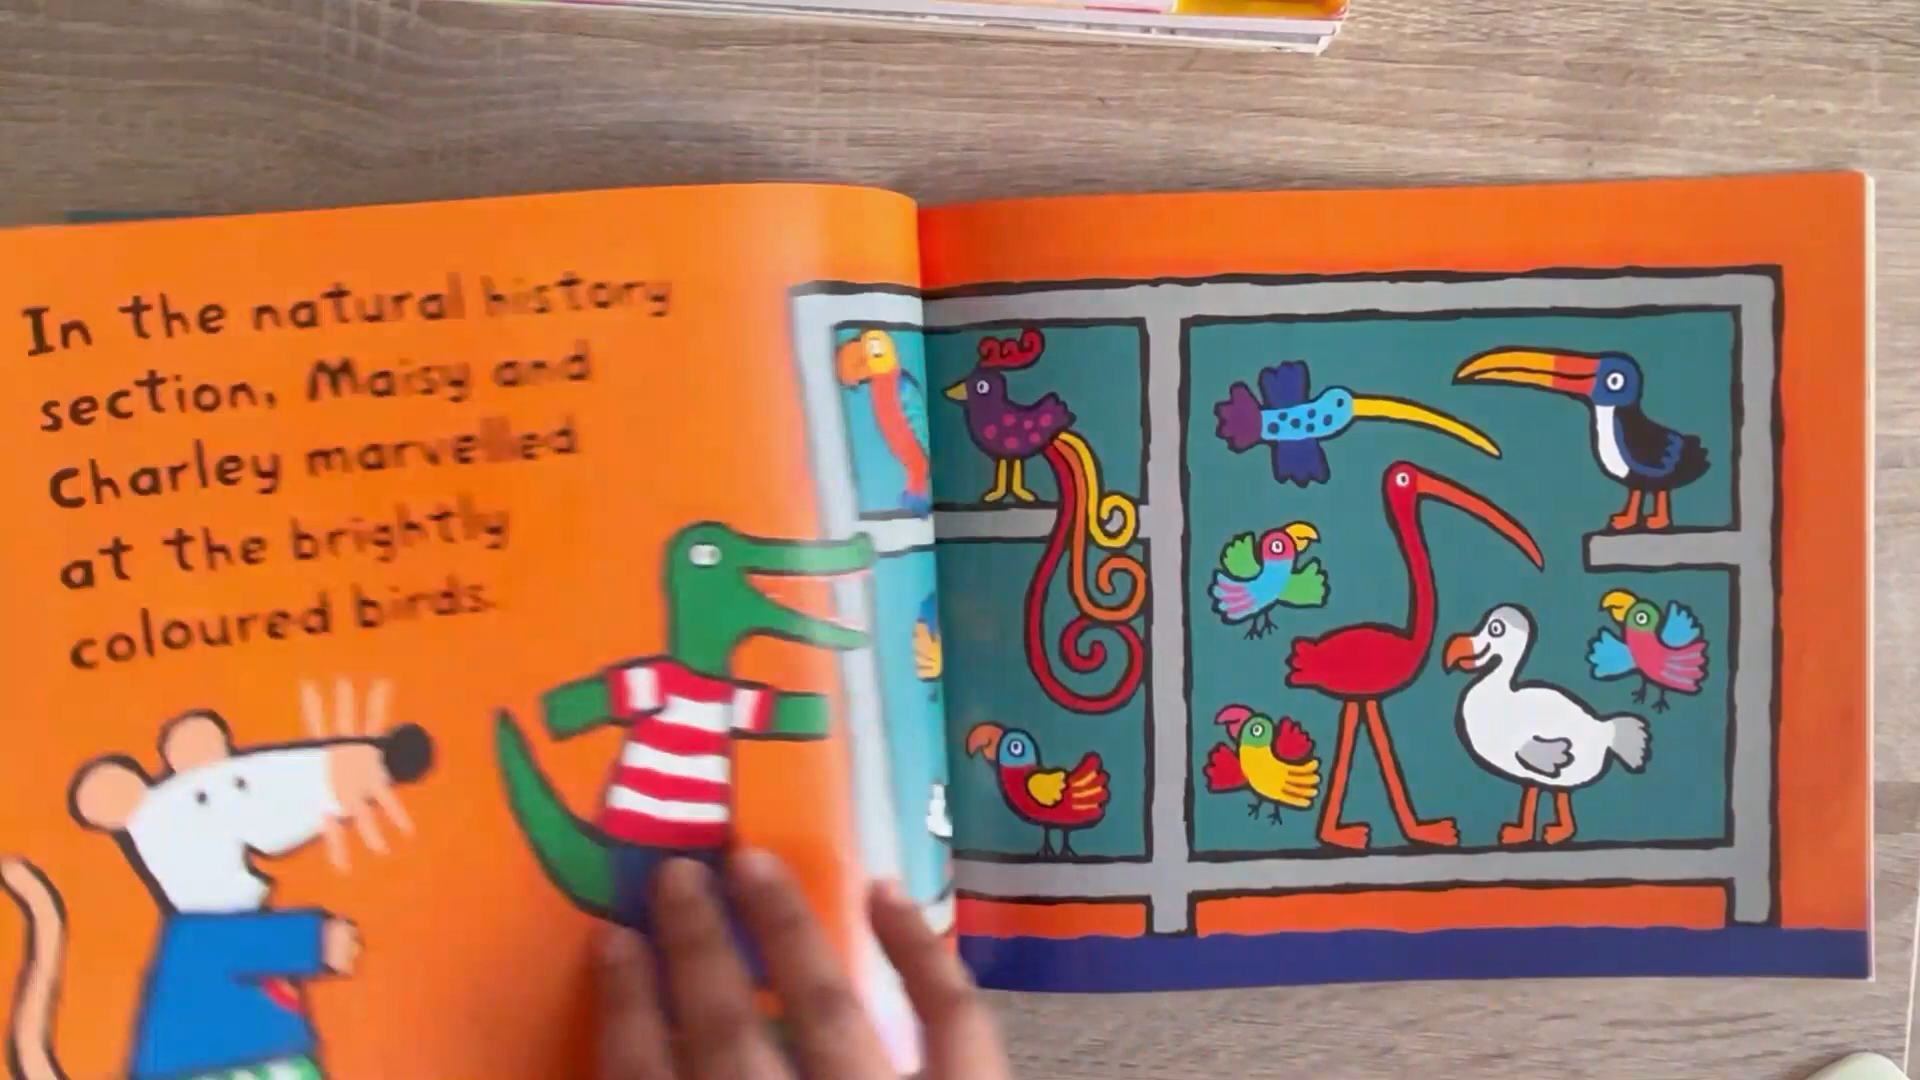 In the natural history
section, Maisy and
Charley marvelled
at the brightly
coloured birds.